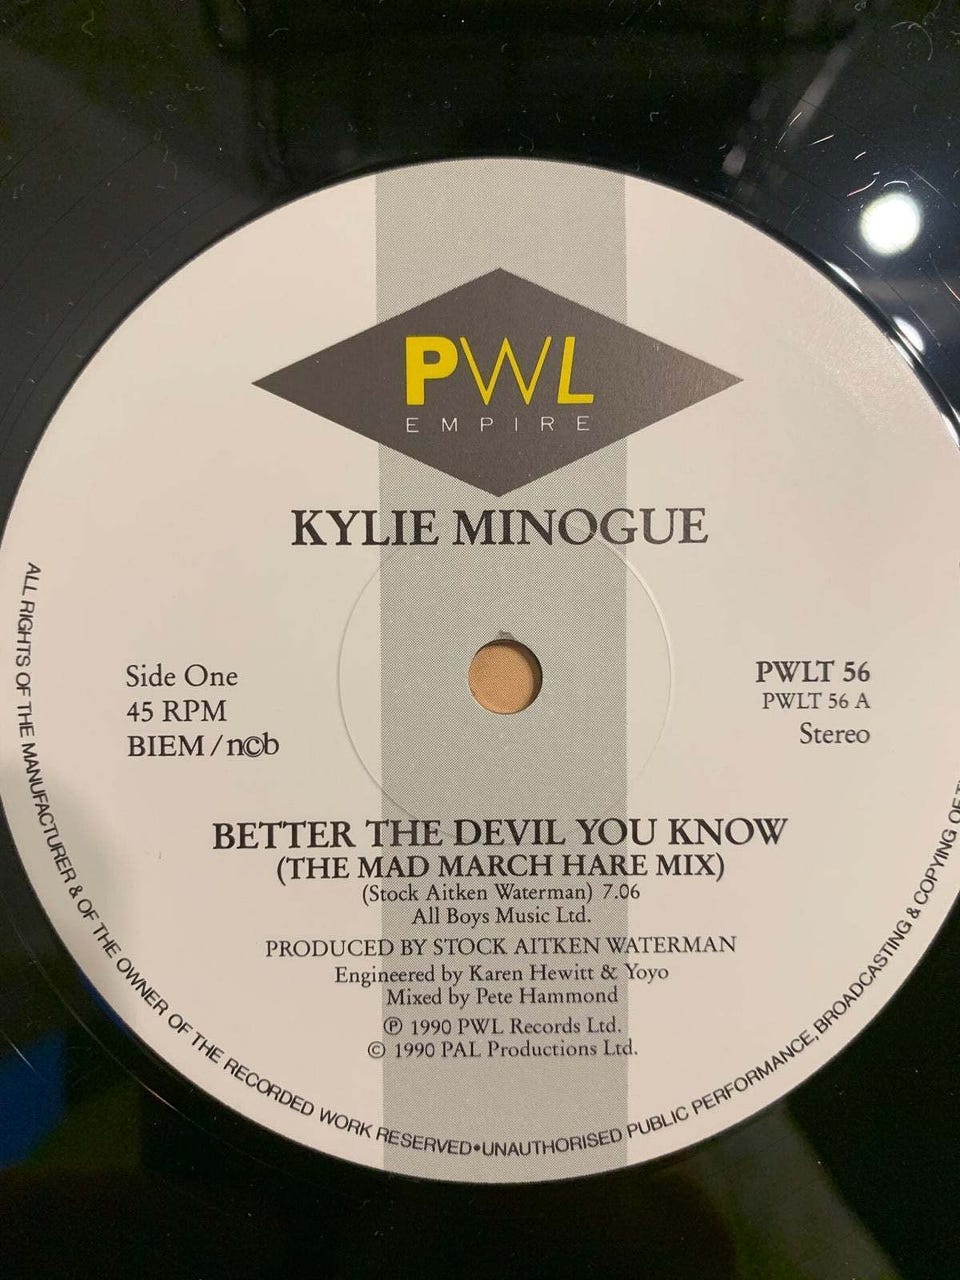 PWL
EMPIRE
KYLIE MINOGUE
Side One
45 RPM
BIEM/n©b
PWLT 56
PWLT 56 A
Stereo
BETTER THE DEVIL YOU KNOW
(THE MAD MARCH HARE MIX)
(Stock Aitken Waterman) 7.06
All Boys Music Ltd.
PRODUCED BY STOCK AITKEN WATERMAN
Engineered by Karen Hewitt & Yoyo
Mixed by Pete Hammond
℗ 1990 PWL Records Ltd.
© 1990 PAL Productions Ltd.
ALL RIGHTS OF THE MANUFACTURER & OF THE OWNER OF THE RECORDED WORK RESERVED•UNAUTHORISED PUBLIC PERFORMANCE, BROADCASTING & COPYING OF